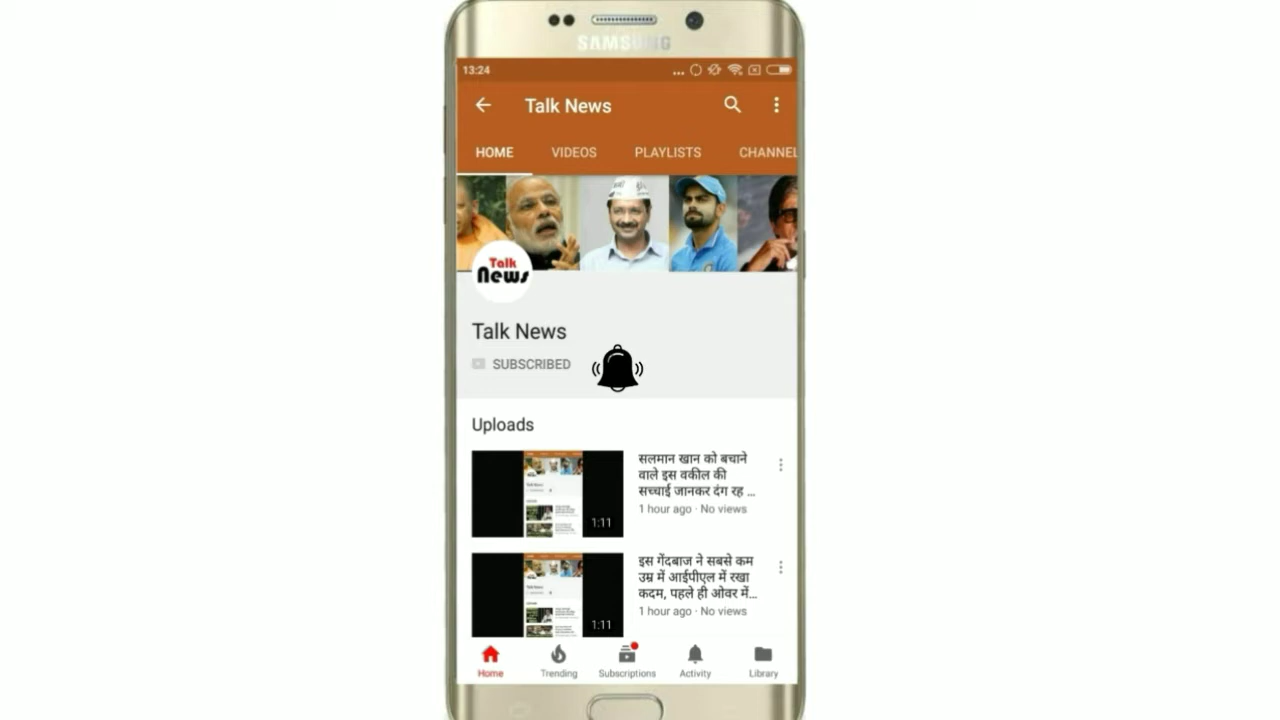 SAMSUNG
13:24
Talk News
HOME VIDEOS PLAYLISTS CHANNEL
Talk
News
Talk News
SUBSCRIBED
Uploads
सलमान खान को बचाने
वाले इस वकील की
सच्चाई जानकर दंग रह ...
1 hour ago · No views
1:11
इस गेंदबाज ने सबसे कम
उम्र में आईपीएल में रखा
कदम, पहले ही ओवर में...
1 hour ago · No views
1:11
Home Trending Subscriptions Activity Library